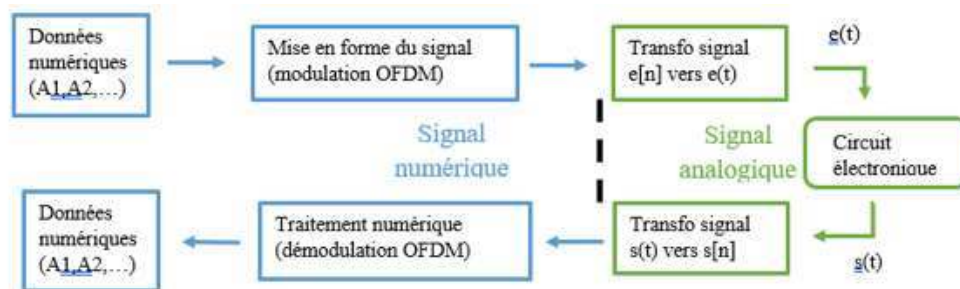 Données
numériques
(A1,A2,…)
Mise en forme du signal
(modulation OFDM)
Transfo signal
e[n] vers e(t)
e(t)
Signal
numérique
Signal
analogique
Circuit
électronique
Données
numériques
(A1,A2,…)
Traitement numérique
(démodulation OFDM)
Transfo signal
s(t) vers s[n]
s(t)